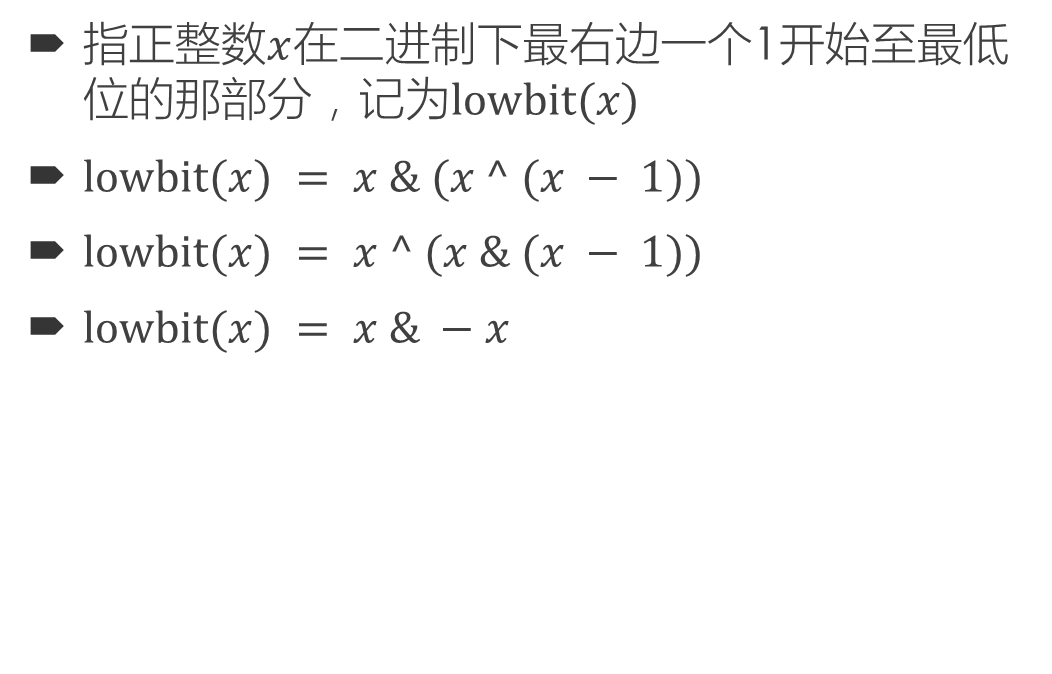 指正整数x在二进制下最右边一个1开始至最低
位的那部分，记为lowbit(x)
lowbit(x) = x & (x ^ (x − 1))
lowbit(x) = x ^ (x & (x − 1))
lowbit(x) = x & − x